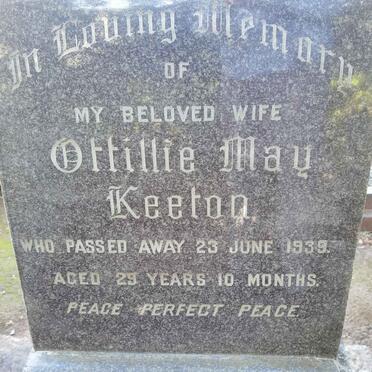 In Loving Memory
OF
MY BELOVED WIFE
Ottillie May
Keeton.
WHO PASSED AWAY 23 JUNE 1939.
AGED 29 YEARS 10 MONTHS.
PEACE PERFECT PEACE